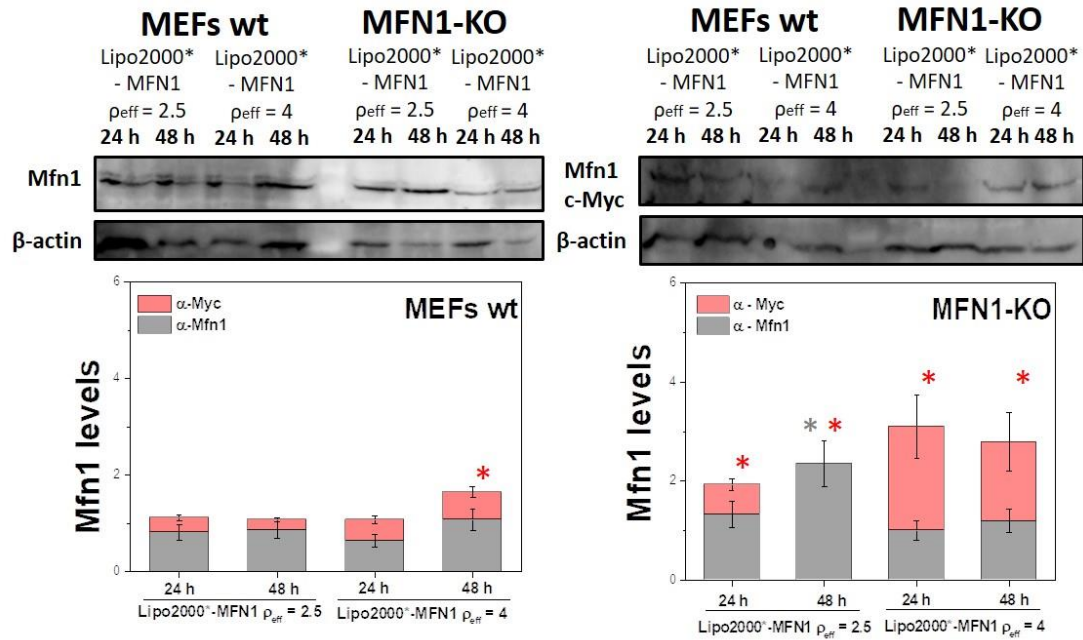 MEFs wt MFN1-KO
Lipo2000* Lipo2000* Lipo2000* Lipo2000*
- MFN1 - MFN1 - MFN1 - MFN1
ρeff = 2.5 ρeff = 4 ρeff = 2.5 ρeff = 4
24 h 48 h 24 h 48 h 24 h 48 h 24 h 48 h
Mfn1
β-actin
MEFs wt MFN1-KO
Lipo2000* Lipo2000* Lipo2000* Lipo2000*
- MFN1 - MFN1 - MFN1 - MFN1
ρeff = 2.5 ρeff = 4 ρeff = 2.5 ρeff = 4
24 h 48 h 24 h 48 h 24 h 48 h 24 h 48 h
Mfn1
c-Myc
β-actin
MEFs wt
α-Myc
α-Mfn1
Mfn1 levels
6
4
2
0
*
24 h 48 h 24 h 48 h
Lipo2000*-MFN1 ρeff = 2.5 Lipo2000*-MFN1 ρeff = 4
MFN1-KO
α - Myc
α - Mfn1
Mfn1 levels
6
4
2
0
* * * * *
24 h 48 h 24 h 48 h
Lipo2000*-MFN1 ρeff = 2.5 Lipo2000*-MFN1 ρeff = 4